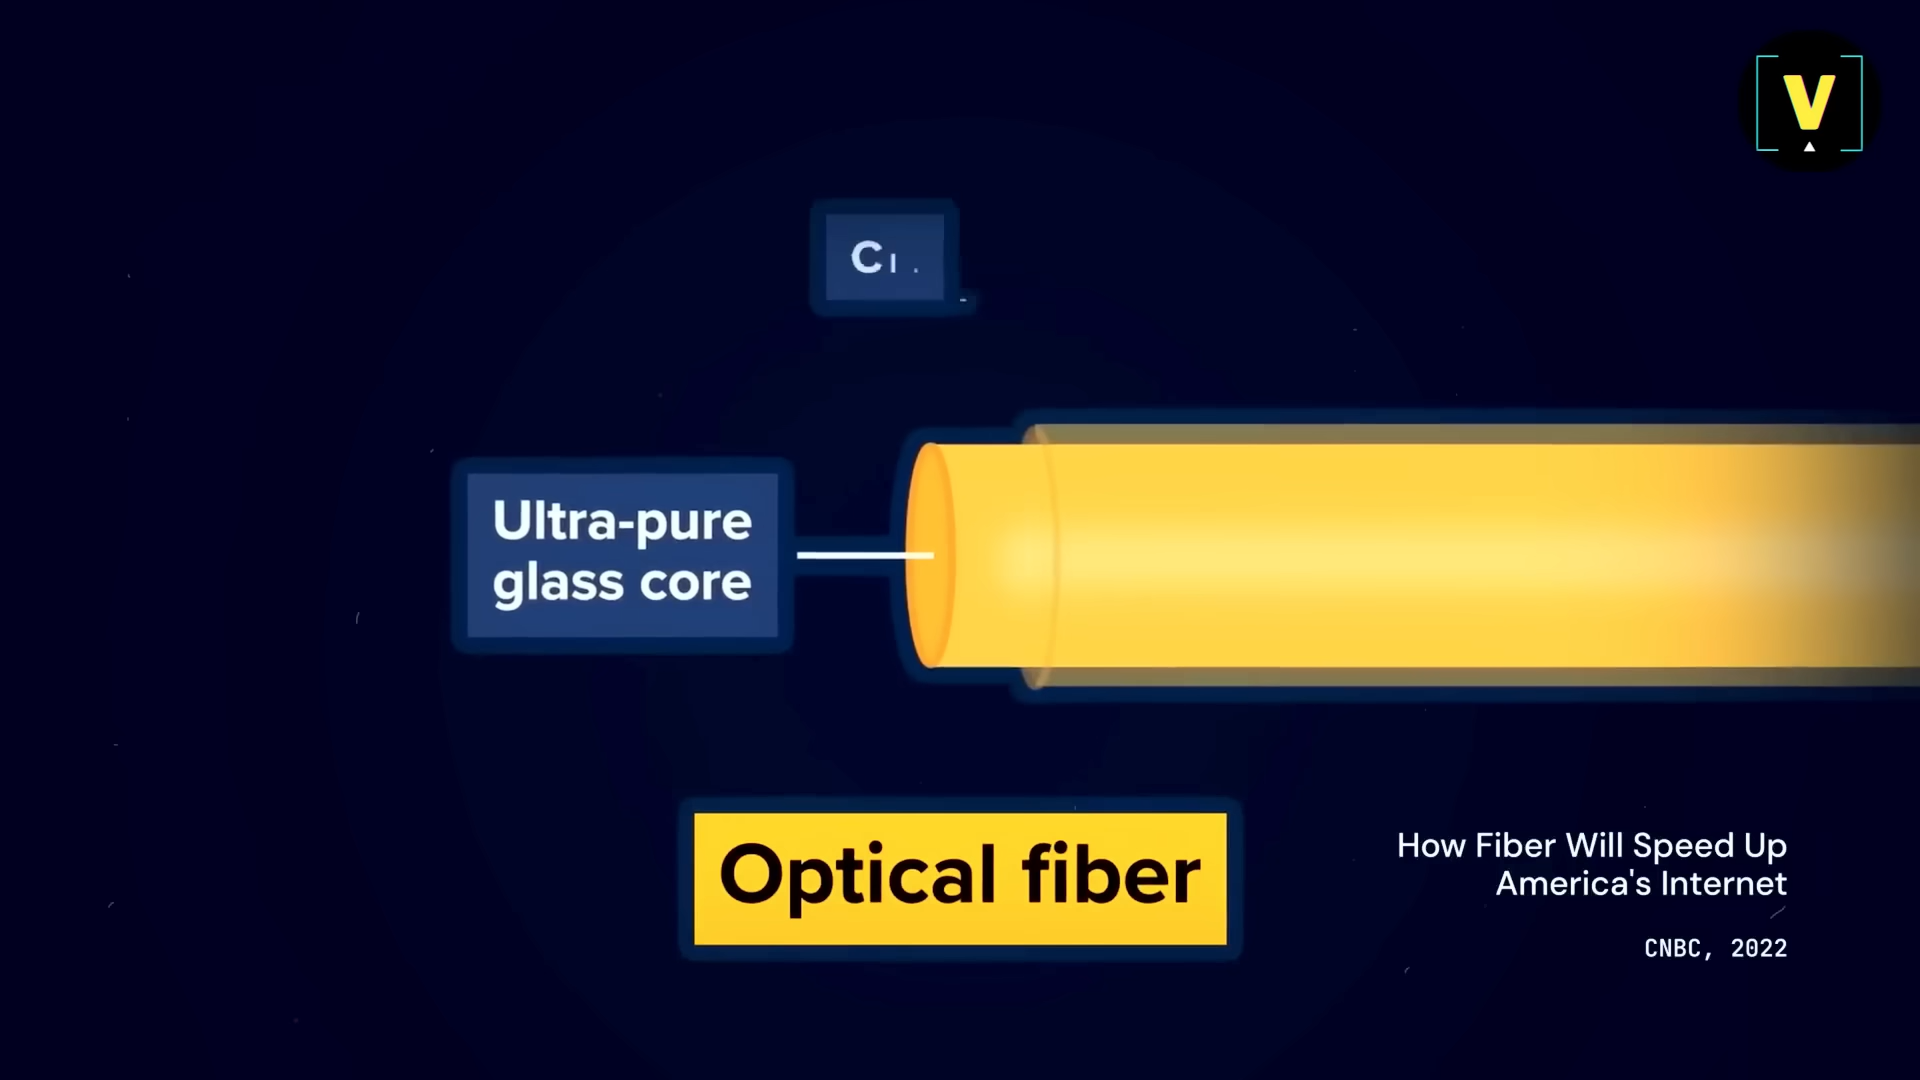 V
Ultra-pure
glass core
Optical fiber
How Fiber Will Speed Up
America's Internet
CNBC, 2022